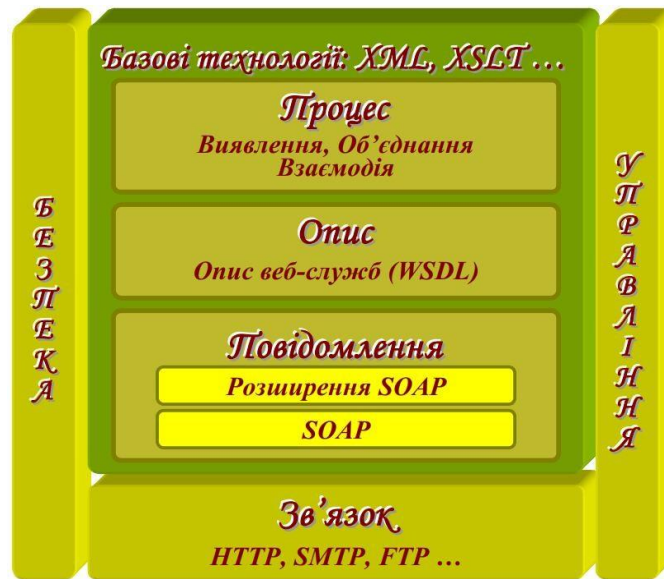 Базові технології: XML, XSLT ...
Процес
Виявлення, Об’єднання
Взаємодія
Опис
Опис веб-служб (WSDL)
Повідомлення
Розширення SOAP
SOAP
Зв’язок
HTTP, SMTP, FTP ...
БЕЗПЕКА
УПРАВЛІННЯ